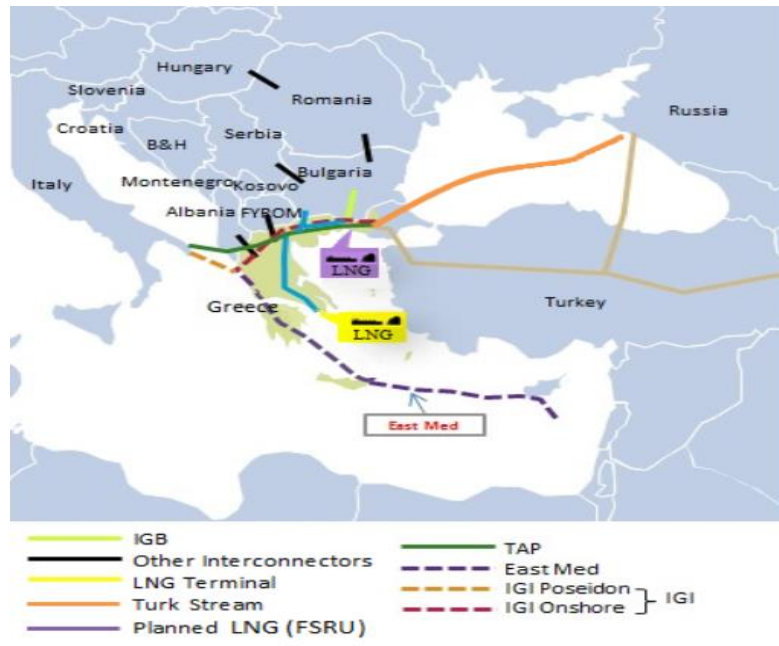 Hungary
Slovenia
Romania
Russia
Croatia
Serbia
B&H
Italy
Bulgaria
Montenegro
Kosovo
Albania
FYROM
LNG
Greece
Turkey
LNG
East Med
IGB
Other Interconnectors
LNG Terminal
Turk Stream
Planned LNG (FSRU)
TAP
East Med
IGI Poseidon
IGI
IGI Onshore